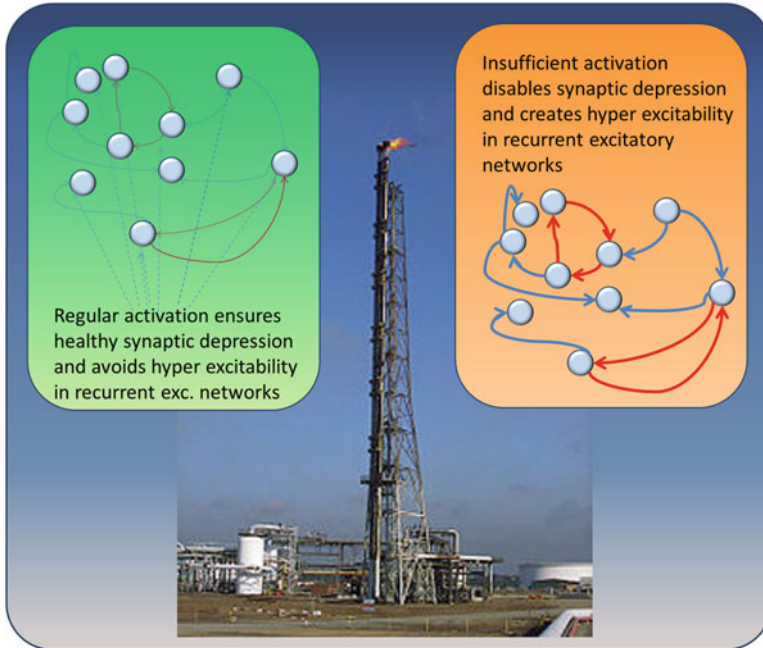 Regular activation ensures
healthy synaptic depression
and avoids hyper excitability
in recurrent exc. networks
Insufficient activation
disables synaptic depression
and creates hyper excitability
in recurrent excitatory
networks